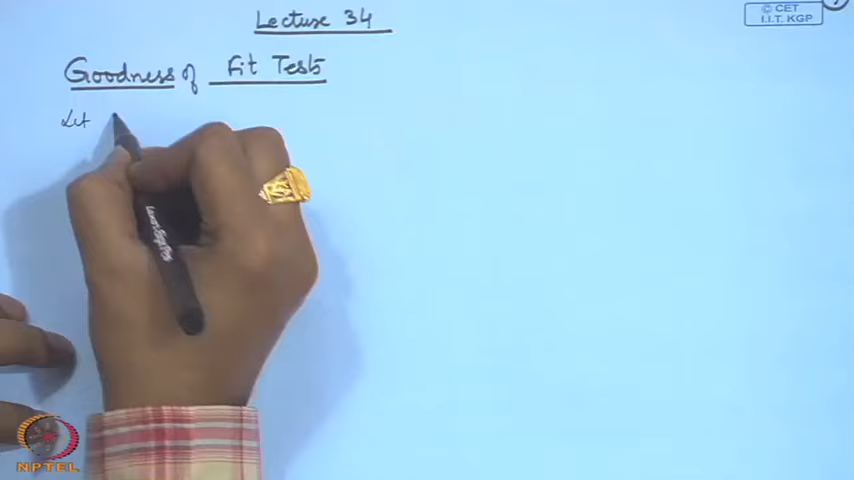 Lecture 34
© CET
I.I.T. KGP
Goodness of Fit Tests
Let
NPTEL